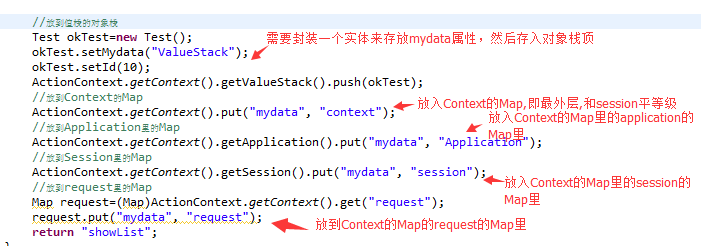 //放到值栈的对象栈
Test okTest=new Test();
okTest.setMydata("ValueStack");
需要封装一个实体来存放mydata属性，然后存入对象栈顶
okTest.setId(10);
ActionContext.getContext().getValueStack().push(okTest);
//放到Context的Map
ActionContext.getContext().put("mydata", "context");
放入Context的Map,即最外层,和session平等级
//放到Application里的Map
放入Context的Map里的application的
Map里
ActionContext.getContext().getApplication().put("mydata", "Application");
//放到Session里的Map
ActionContext.getContext().getSession().put("mydata", "session");
放入Context的Map里的session的
Map里
//放到request里的Map
Map request=(Map)ActionContext.getContext().get("request");
request.put("mydata", "request");
放到Context的Map的request的Map里
return "showList";
}